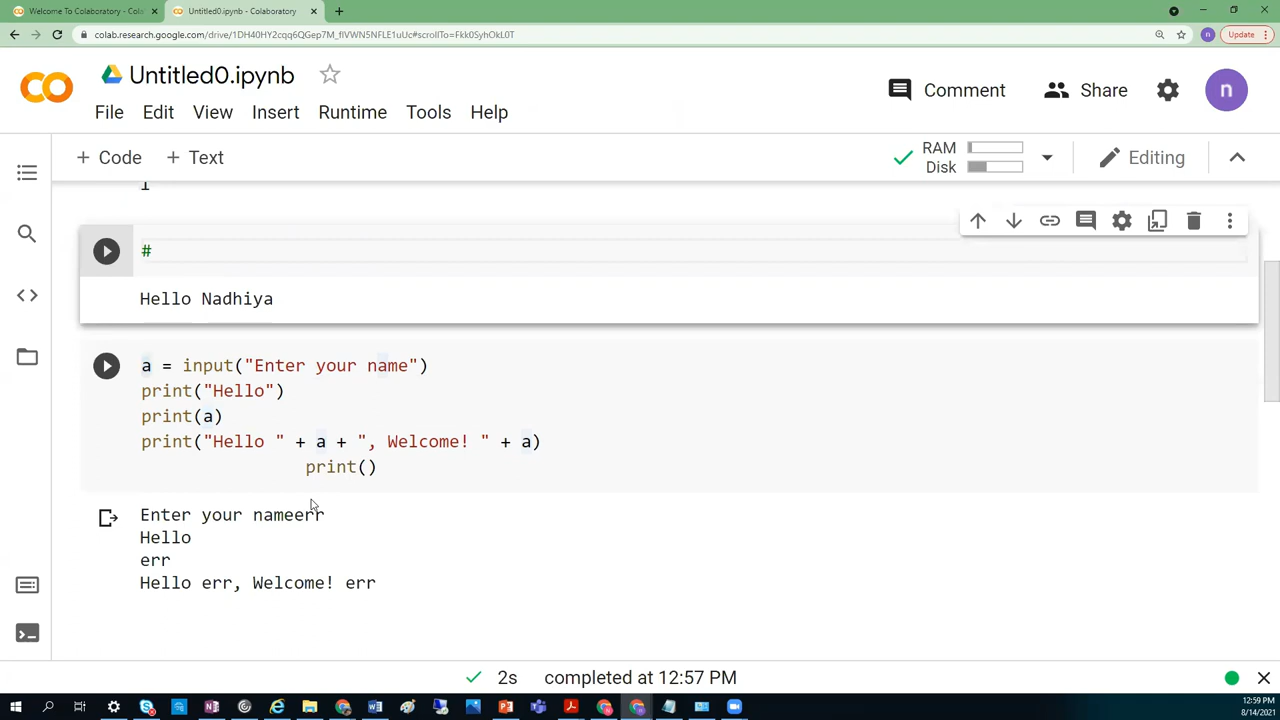 Welcome To Colaboratory - Colab
Untitled0.ipynb - Colaboratory
colab.research.google.com/drive/1DH40HY2cqq6QGep7M_fIVWN5NFLE1uUc#scrollTo=Fkk0SyhOkL0T
n
Update
Untitled0.ipynb
Comment
Share
n
File Edit View Insert Runtime Tools Help
+ Code + Text
RAM
Disk
Editing
#
Hello Nadhiya
a = input("Enter your name")
print("Hello")
print(a)
print("Hello " + a + ", Welcome! " + a)
print()
Enter your nameerr
Hello
err
Hello err, Welcome! err
2s completed at 12:57 PM
12:59 PM
8/14/2021